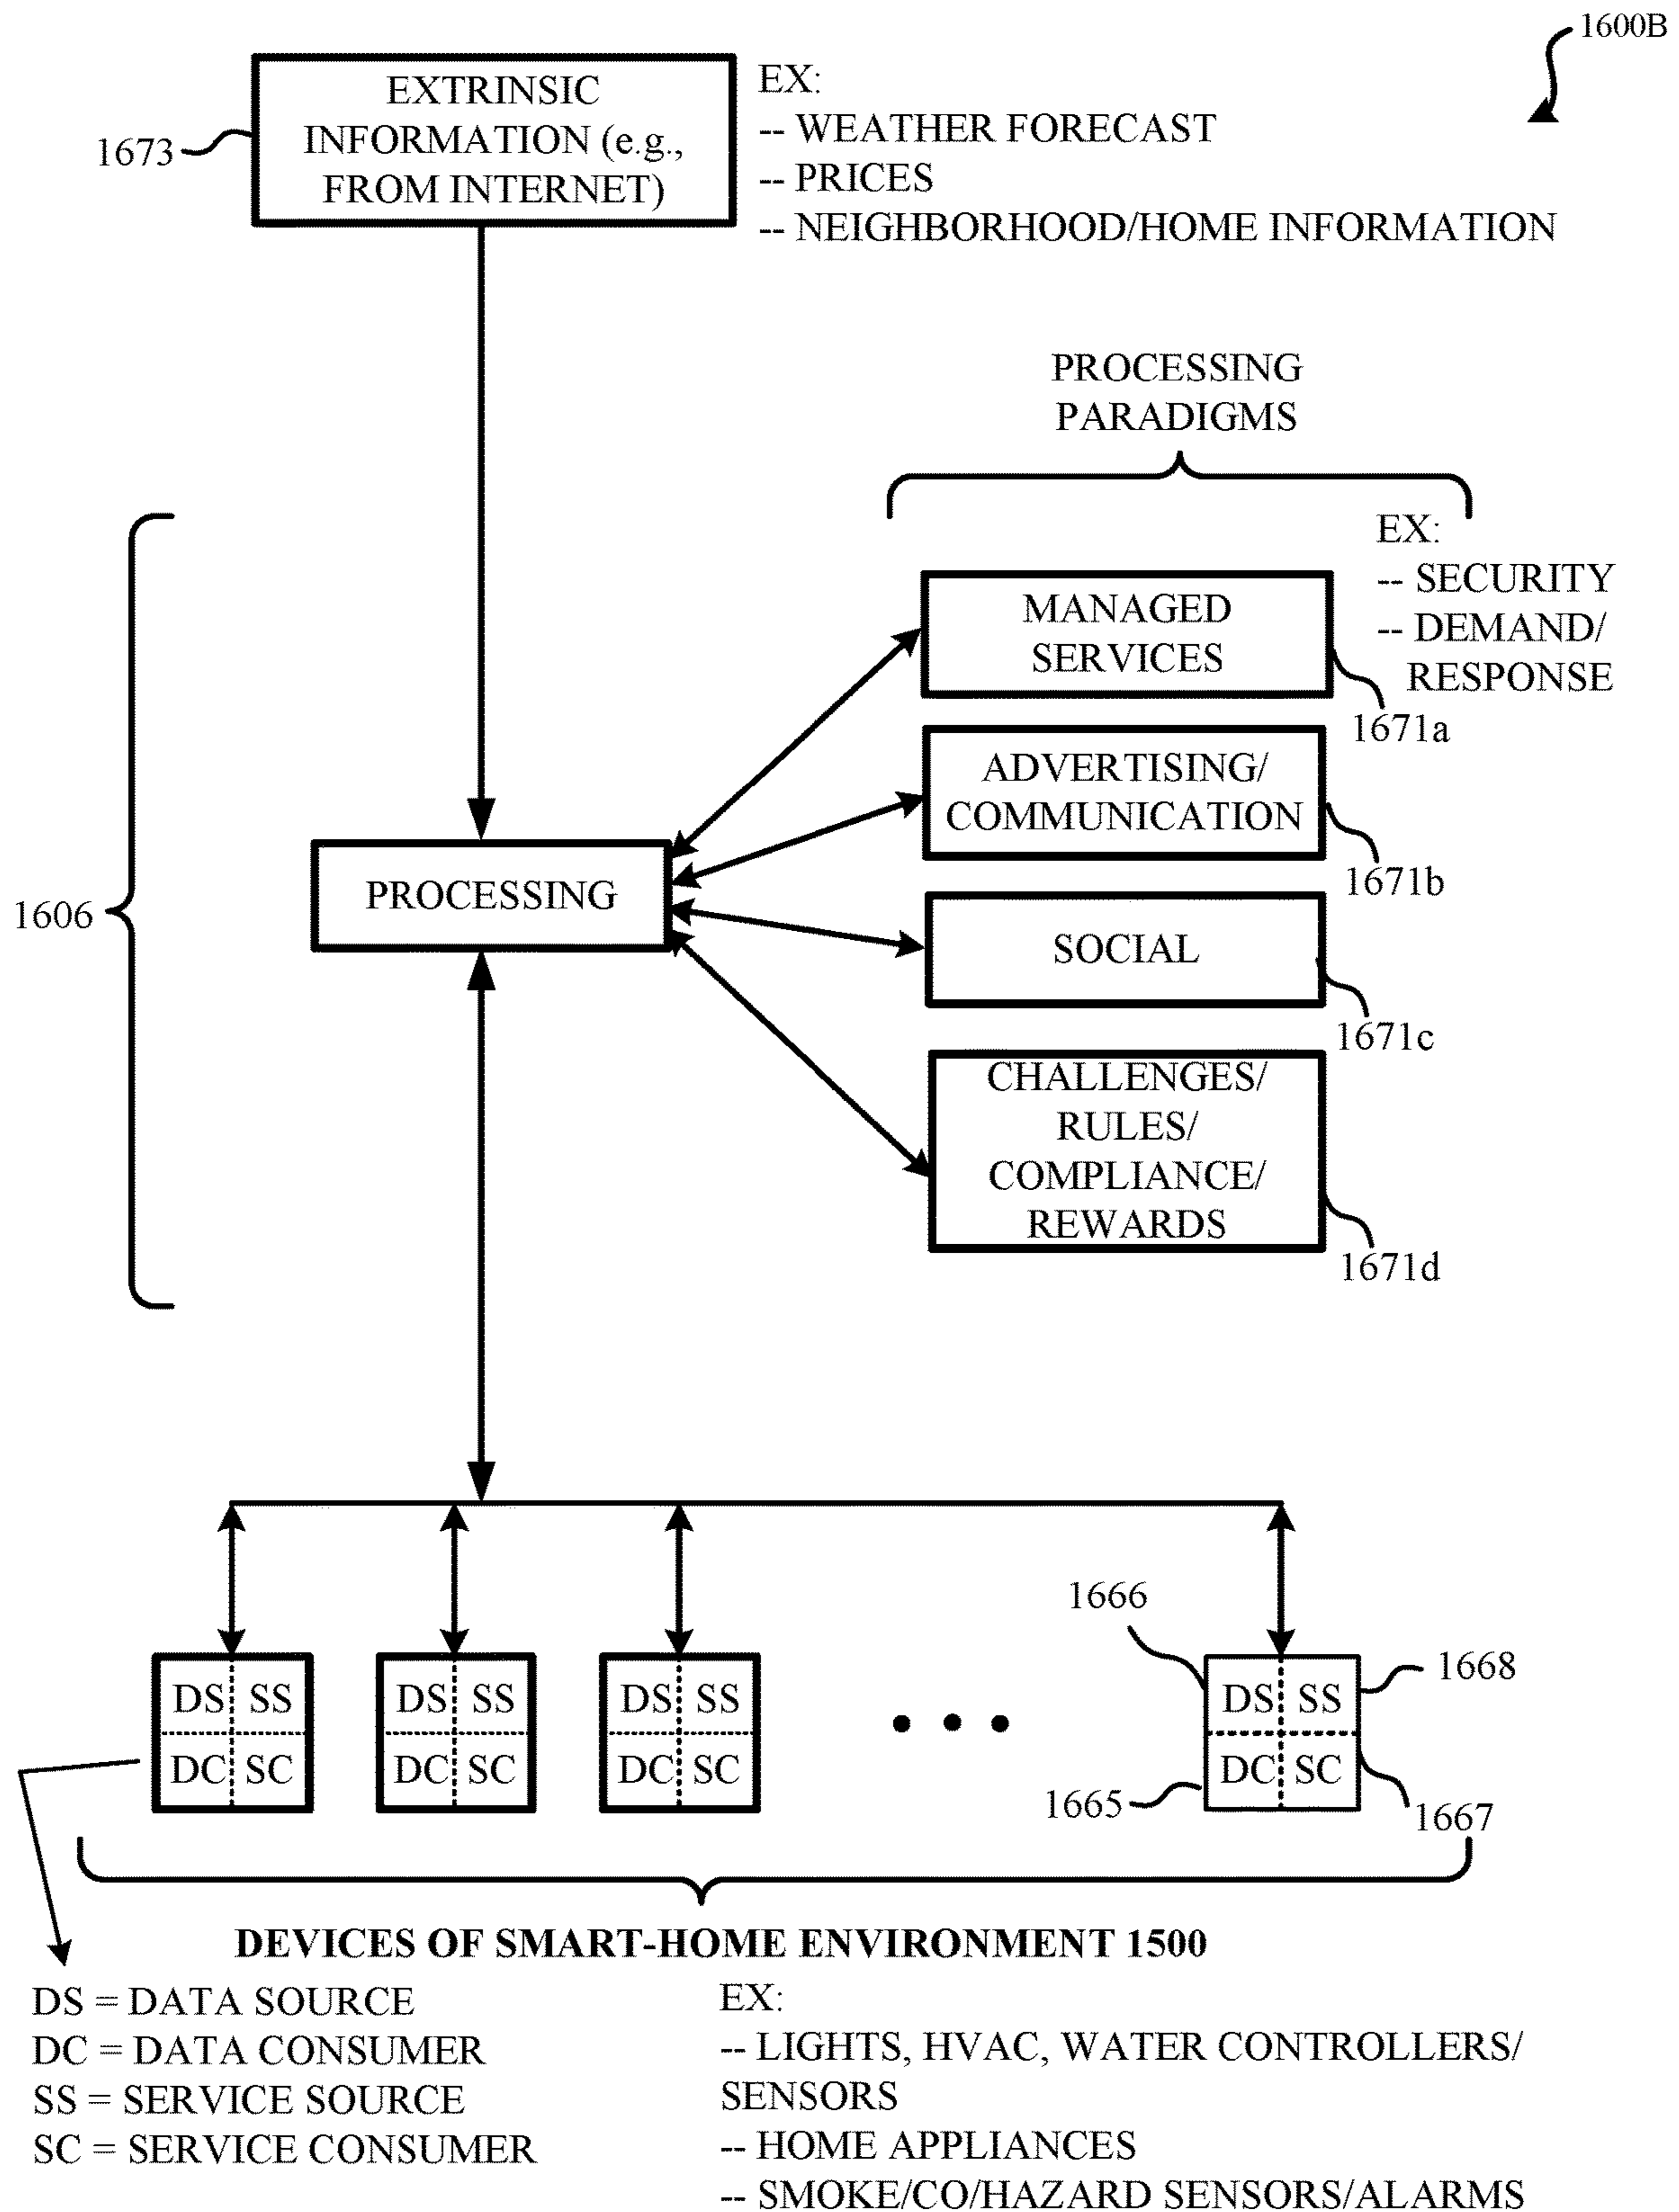 1600B
EXTRINSIC
INFORMATION (e.g.,
FROM INTERNET)
1673
EX:
-- WEATHER FORECAST
-- PRICES
-- NEIGHBORHOOD/HOME INFORMATION
PROCESSING
PARADIGMS
EX:
-- SECURITY
-- DEMAND/
RESPONSE
MANAGED
SERVICES
1671a
ADVERTISING/
COMMUNICATION
1671b
1606
PROCESSING
SOCIAL
1671c
CHALLENGES/
RULES/
COMPLIANCE/
REWARDS
1671d
1666
1668
DS SS
DC SC
DS SS
DC SC
DS SS
DC SC
DS SS
DC SC
1665
1667
DEVICES OF SMART-HOME ENVIRONMENT 1500
DS = DATA SOURCE
DC = DATA CONSUMER
SS = SERVICE SOURCE
SC = SERVICE CONSUMER
EX:
-- LIGHTS, HVAC, WATER CONTROLLERS/
SENSORS
-- HOME APPLIANCES
-- SMOKE/CO/HAZARD SENSORS/ALARMS